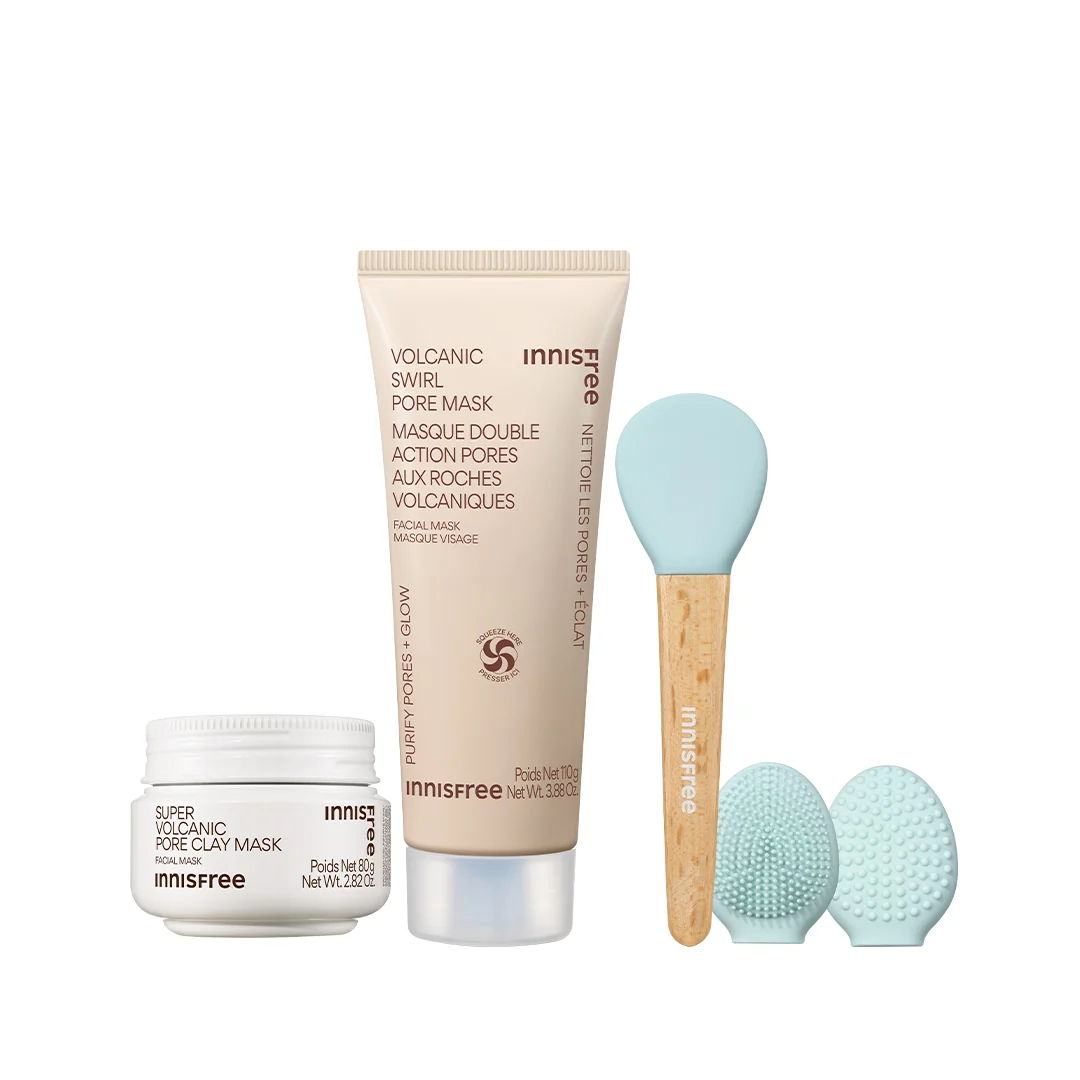 VOLCANIC
SWIRL
PORE MASK
MASQUE DOUBLE
ACTION PORES
AUX ROCHES
VOLCANIQUES
FACIAL MASK
MASQUE VISAGE
INNISFree
NETTOIE LES PORES + ÉCLAT
PURIFY PORES + GLOW
SQUEEZE HERE
PRESSER ICI
Poids Net 110g
INNISFree Net Wt. 3.88 Oz.
INNISFree
SUPER
VOLCANIC
PORE CLAY MASK
FACIAL MASK
INNISFree
INNISFree
Poids Net 80g
Net Wt. 2.82 Oz.